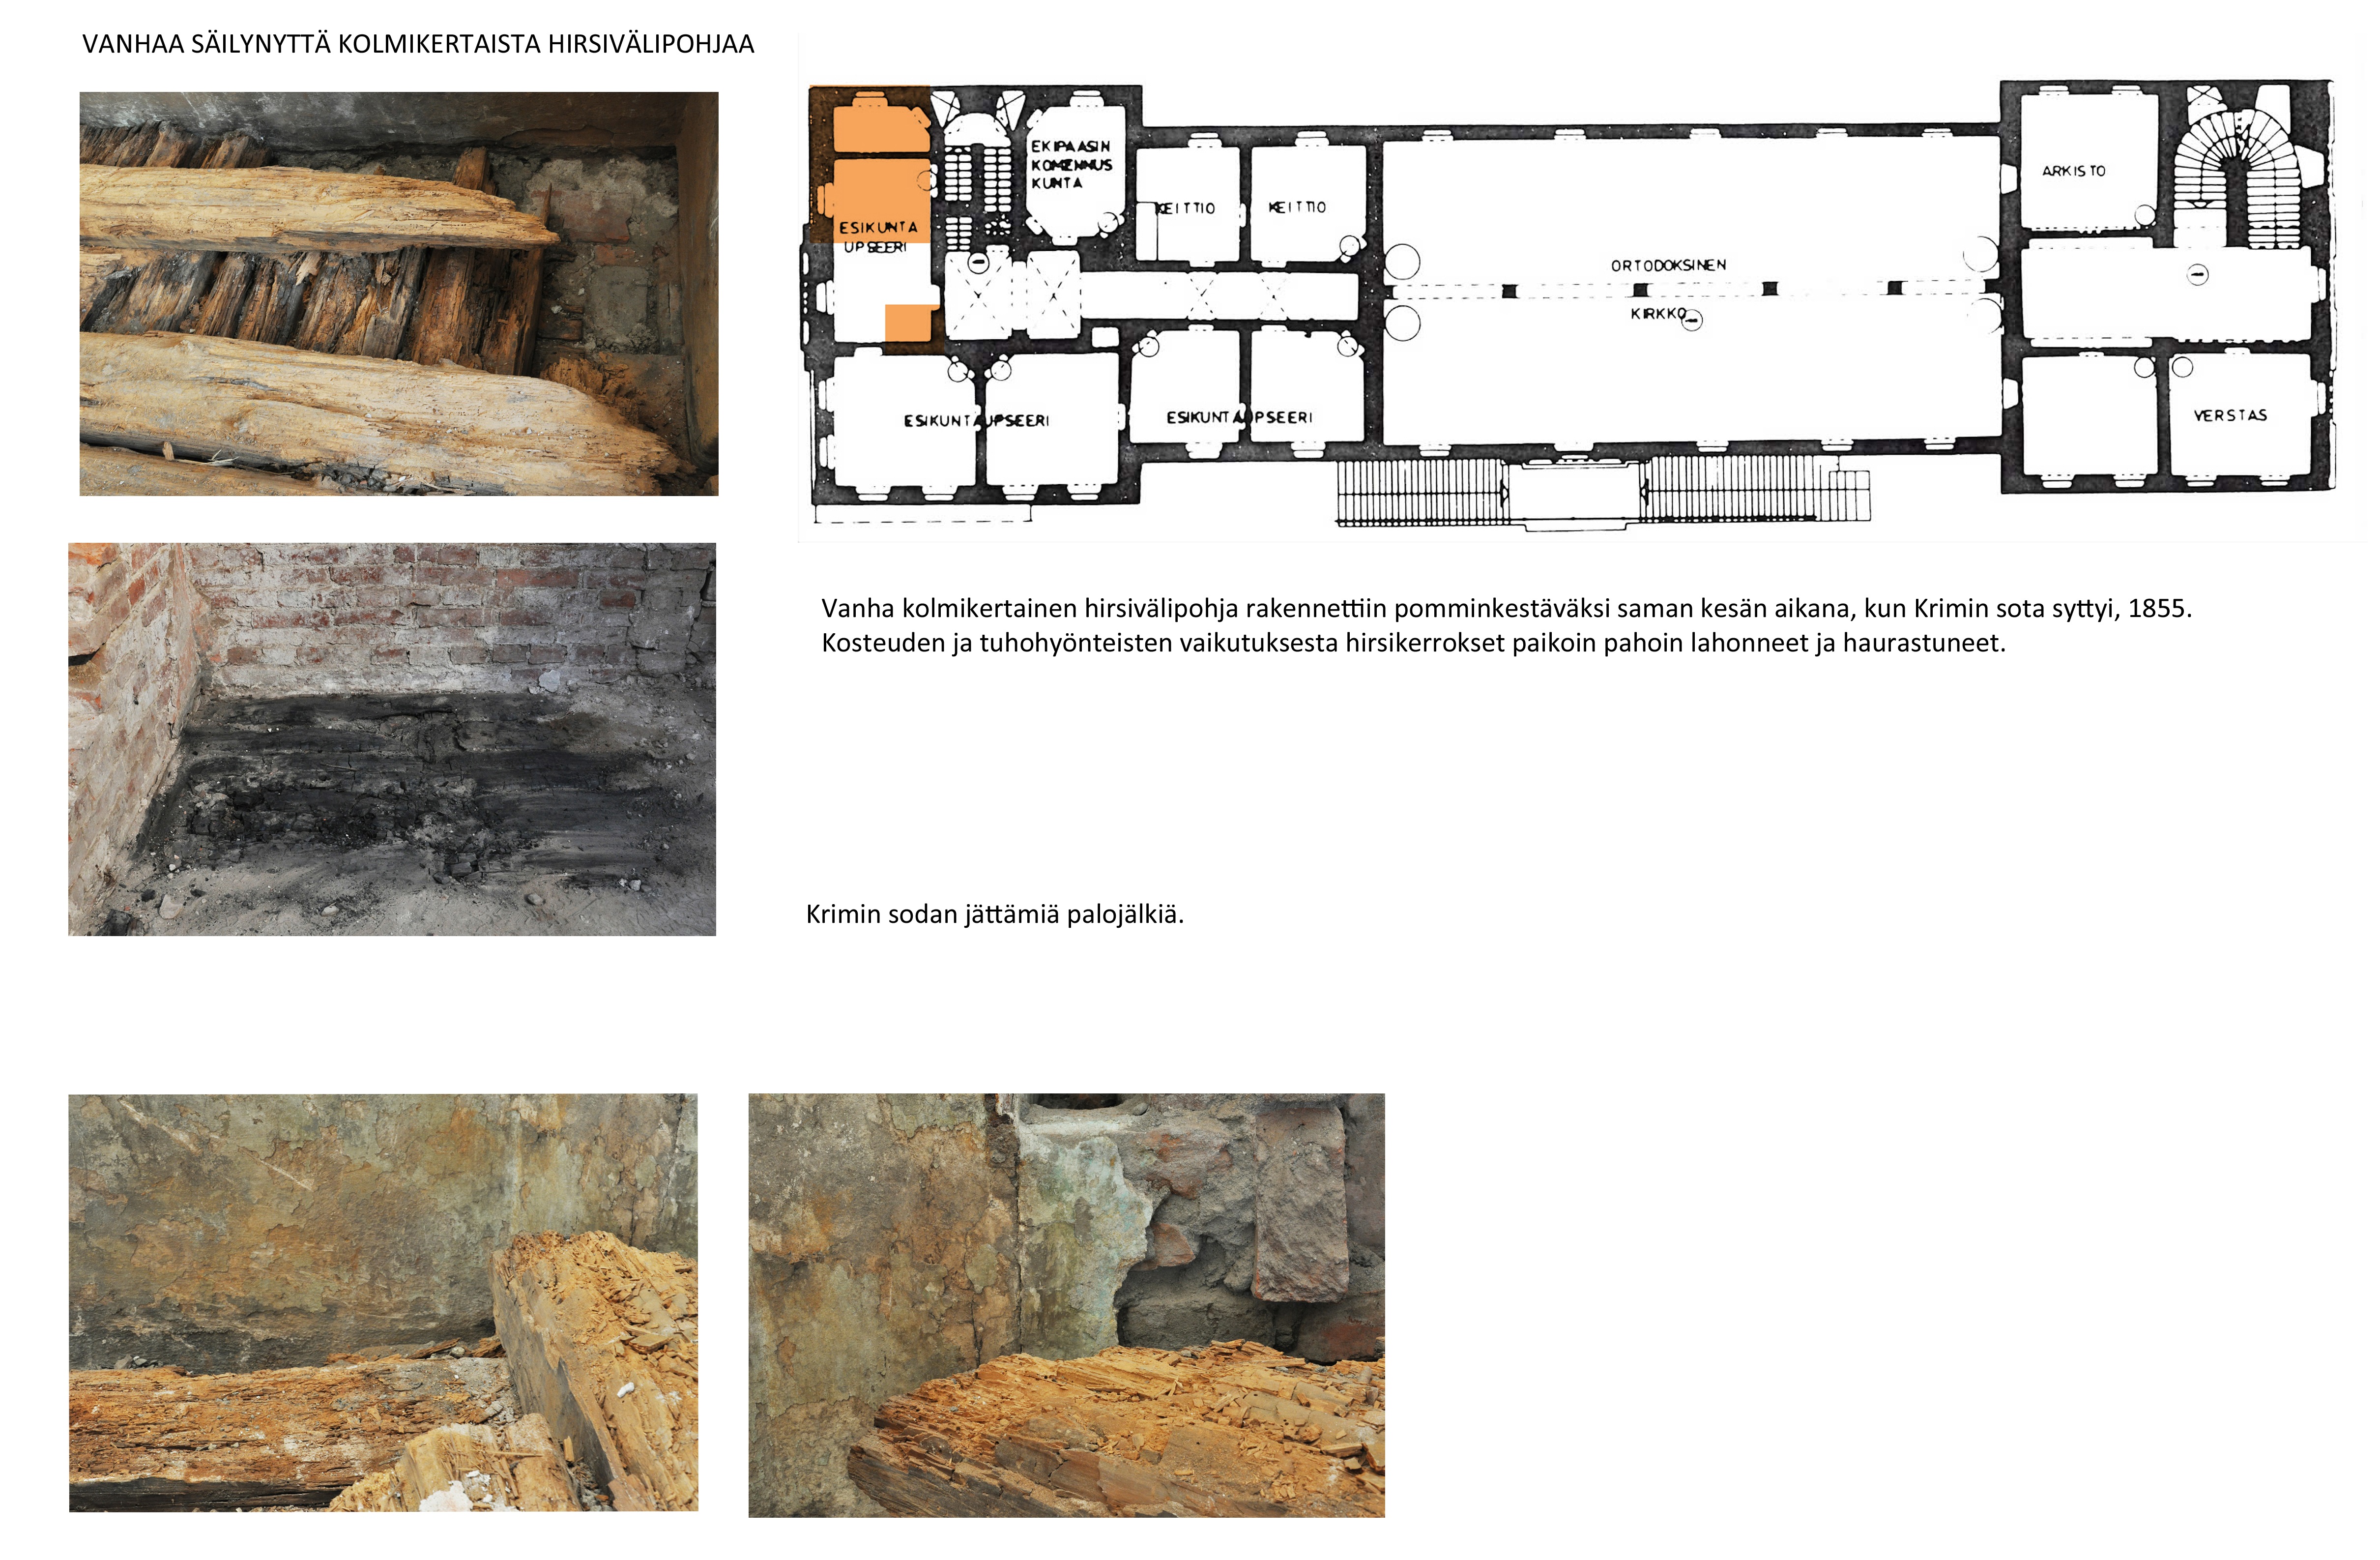 VANHAA SÄILYNYTTÄ KOLMIKERTAISTA HIRSIVÄLIPOHJAA
EKIPAASIN
KOMENNUS
KUNTA
KEITTIO
KEITTIO
ARKISTO
ESIKUNTA
UPSEERI
ORTODOKSINEN
KIRKKO
ESIKUNTAUPSEERI
ESIKUNTAUPSEERI
VERSTAS
Vanha kolmikertainen hirsivälipohja rakennettiin pomminkestäväksi saman kesän aikana, kun Krimin sota syttyi, 1855.
Kosteuden ja tuhohyönteisten vaikutuksesta hirsikerrokset paikoin pahoin lahonneet ja haurastuneet.
Krimin sodan jättämiä palojälkiä.